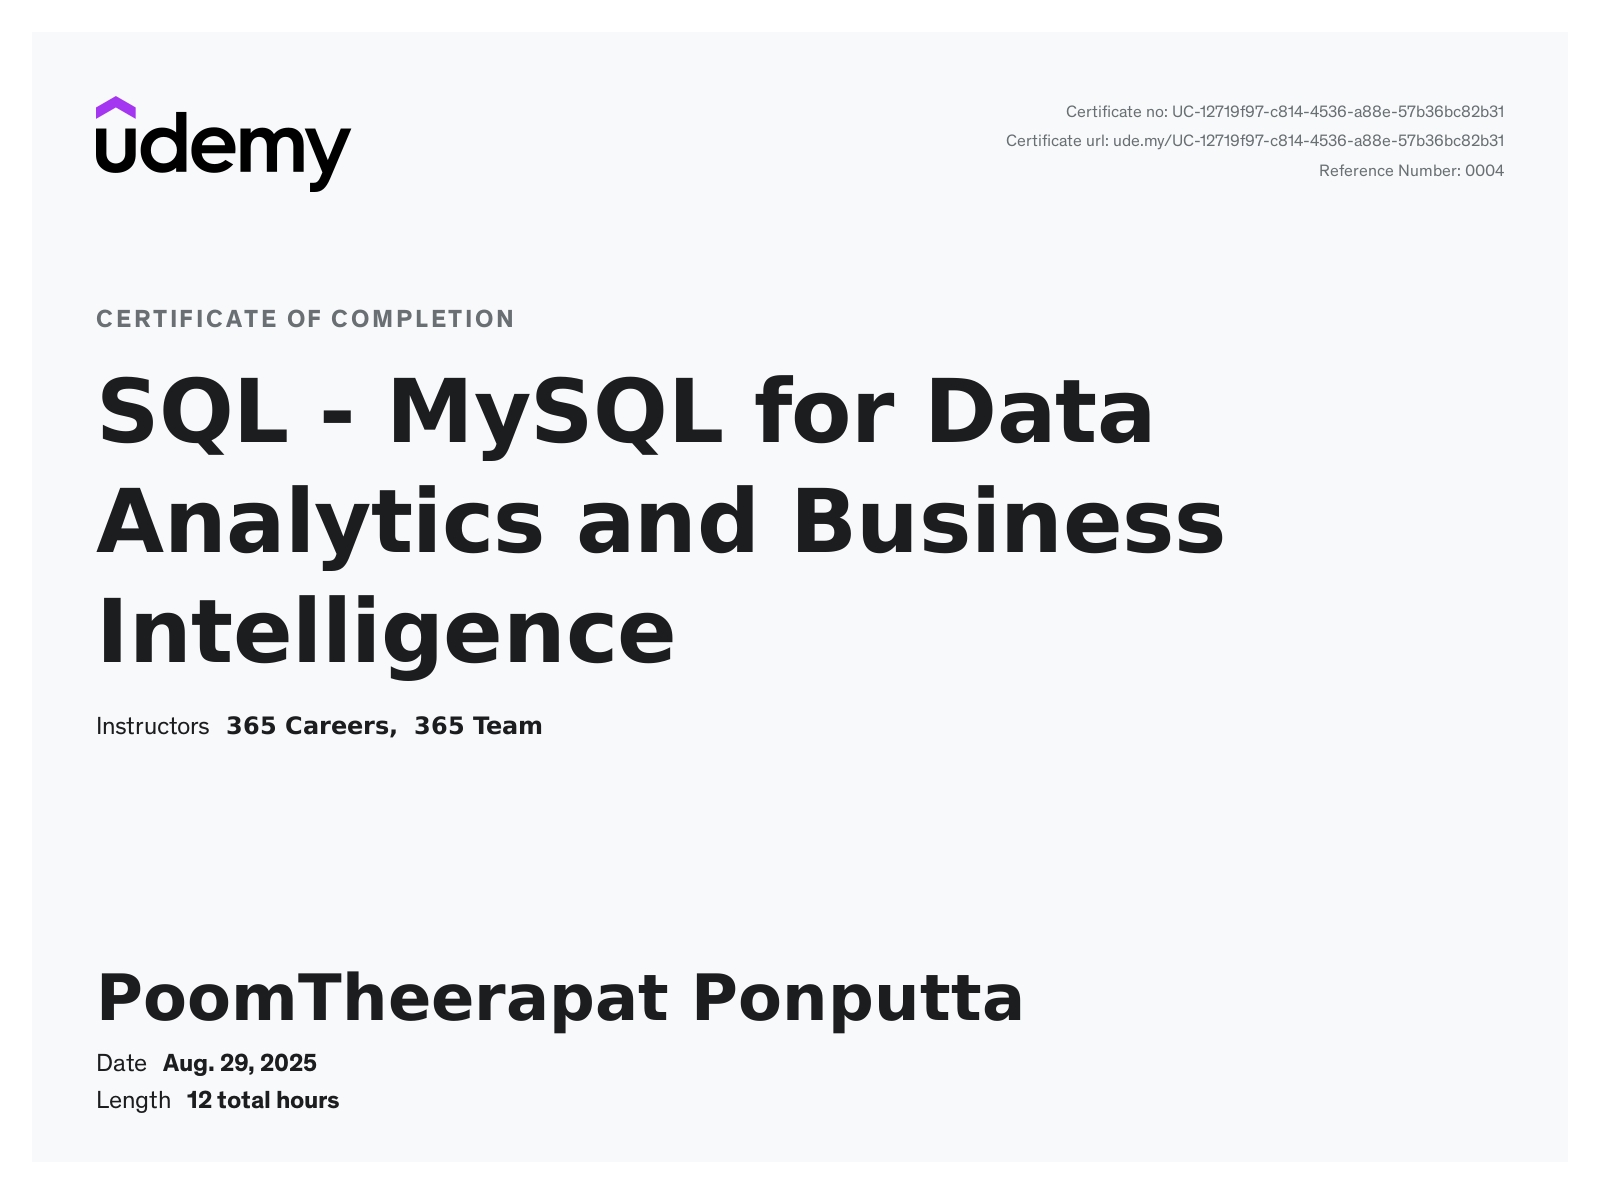 udemy
Certificate no: UC-12719f97-c814-4536-a88e-57b36bc82b31
Certificate url: ude.my/UC-12719f97-c814-4536-a88e-57b36bc82b31
Reference Number: 0004
CERTIFICATE OF COMPLETION
SQL - MySQL for Data
Analytics and Business
Intelligence
Instructors 365 Careers, 365 Team
PoomTheerapat Ponputta
Date Aug. 29, 2025
Length 12 total hours